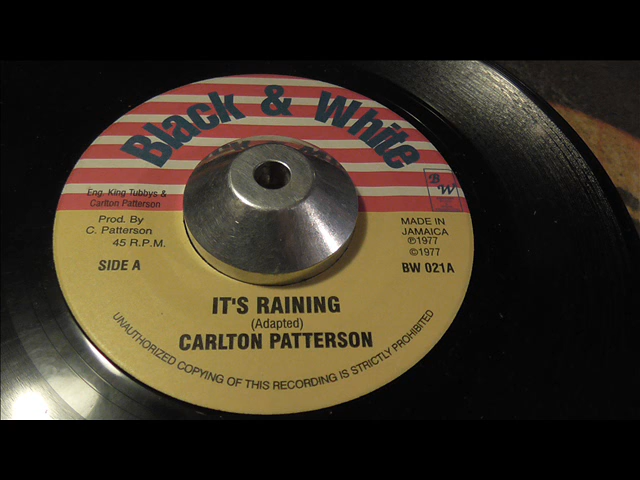 Black & White
BW
Eng. King Tubbys &
Carlton Patterson
Prod. By
C. Patterson
45 R.P.M.
MADE IN
JAMAICA
℗1977
©1977
SIDE A
BW 021A
IT'S RAINING
(Adapted)
CARLTON PATTERSON
UNAUTHORIZED COPYING OF THIS RECORDING IS STRICTLY PROHIBITED